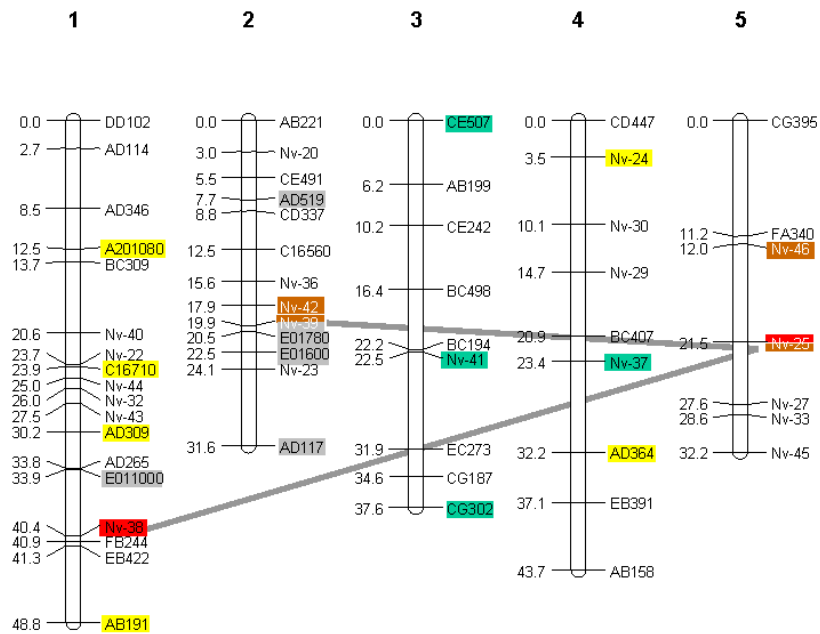 1 2 3 4 5
0.0 DD102
2.7 AD114
8.5 AD346
12.5 A201080
13.7 BC309
20.6 Nv-40
23.7 Nv-22
23.9 C16710
25.0 Nv-44
26.0 Nv-32
27.5 Nv-43
30.2 AD309
33.8 AD265
33.9 E011000
40.4 Nv-38
40.9 FB244
41.3 EB422
48.8 AB191
0.0 AB221
3.0 Nv-20
5.5 CE491
7.7 AD519
8.8 CD337
12.5 C16560
15.6 Nv-36
17.9 Nv-42
19.9 Nv-39
20.5 E01780
22.5 E01600
24.1 Nv-23
31.6 AD117
0.0 CE507
6.2 AB199
10.2 CE242
16.4 BC498
22.2 BC194
22.5 Nv-41
31.9 EC273
34.6 CG187
37.6 CG302
0.0 CD447
3.5 Nv-24
10.1 Nv-30
14.7 Nv-29
20.9 BC407
23.4 Nv-37
32.2 AD364
37.1 EB391
43.7 AB158
0.0 CG395
11.2 FA340
12.0 Nv-46
21.5 Nv-25
27.6 Nv-27
28.6 Nv-33
32.2 Nv-45